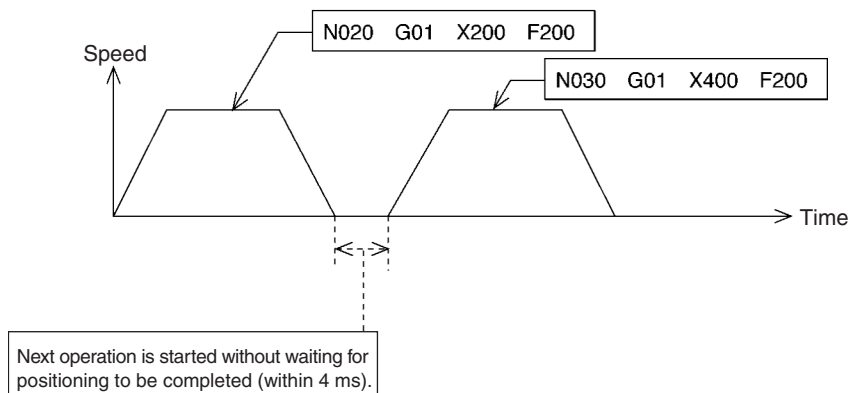 N020 G01 X200 F200
Speed
N030 G01 X400 F200
Time
Next operation is started without waiting for
positioning to be completed (within 4 ms).